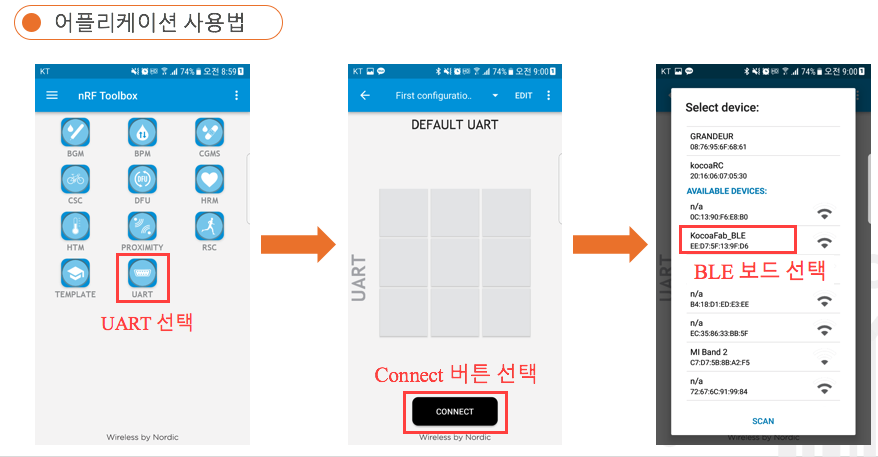 어플리케이션 사용법
KT 74% 오전 8:59
nRF Toolbox
BGM BPM CGMS
CSC DFU HRM
HTM PROXIMITY RSC
TEMPLATE UART
UART 선택
Wireless by Nordic
KT 74% 오전 9:00
First configuratio.. EDIT
DEFAULT UART
UART
Connect 버튼 선택
CONNECT
Wireless by Nordic
KT 74% 오전 9:00
Select device:
GRANDEUR
08:76:95:6F:68:61
kocoaRC
20:16:06:07:05:30
AVAILABLE DEVICES:
n/a
0C:13:90:F6:E8:B0
KocoaFab_BLE
EE:D7:5F:13:9F:D6
BLE 보드 선택
n/a
B4:18:D1:ED:E3:EE
n/a
EC:35:86:33:BB:5F
MI Band 2
C7:D7:5B:8B:A2:F5
n/a
72:67:6C:91:99:84
SCAN
Wireless by Nordic